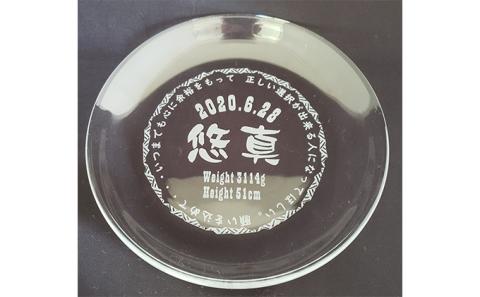 ・いつまでも心に余裕をもって　正しい選択が出来る人になってほしい。願いを込めて・
2020.6.28
悠真
Weight 3114g
Height 51cm